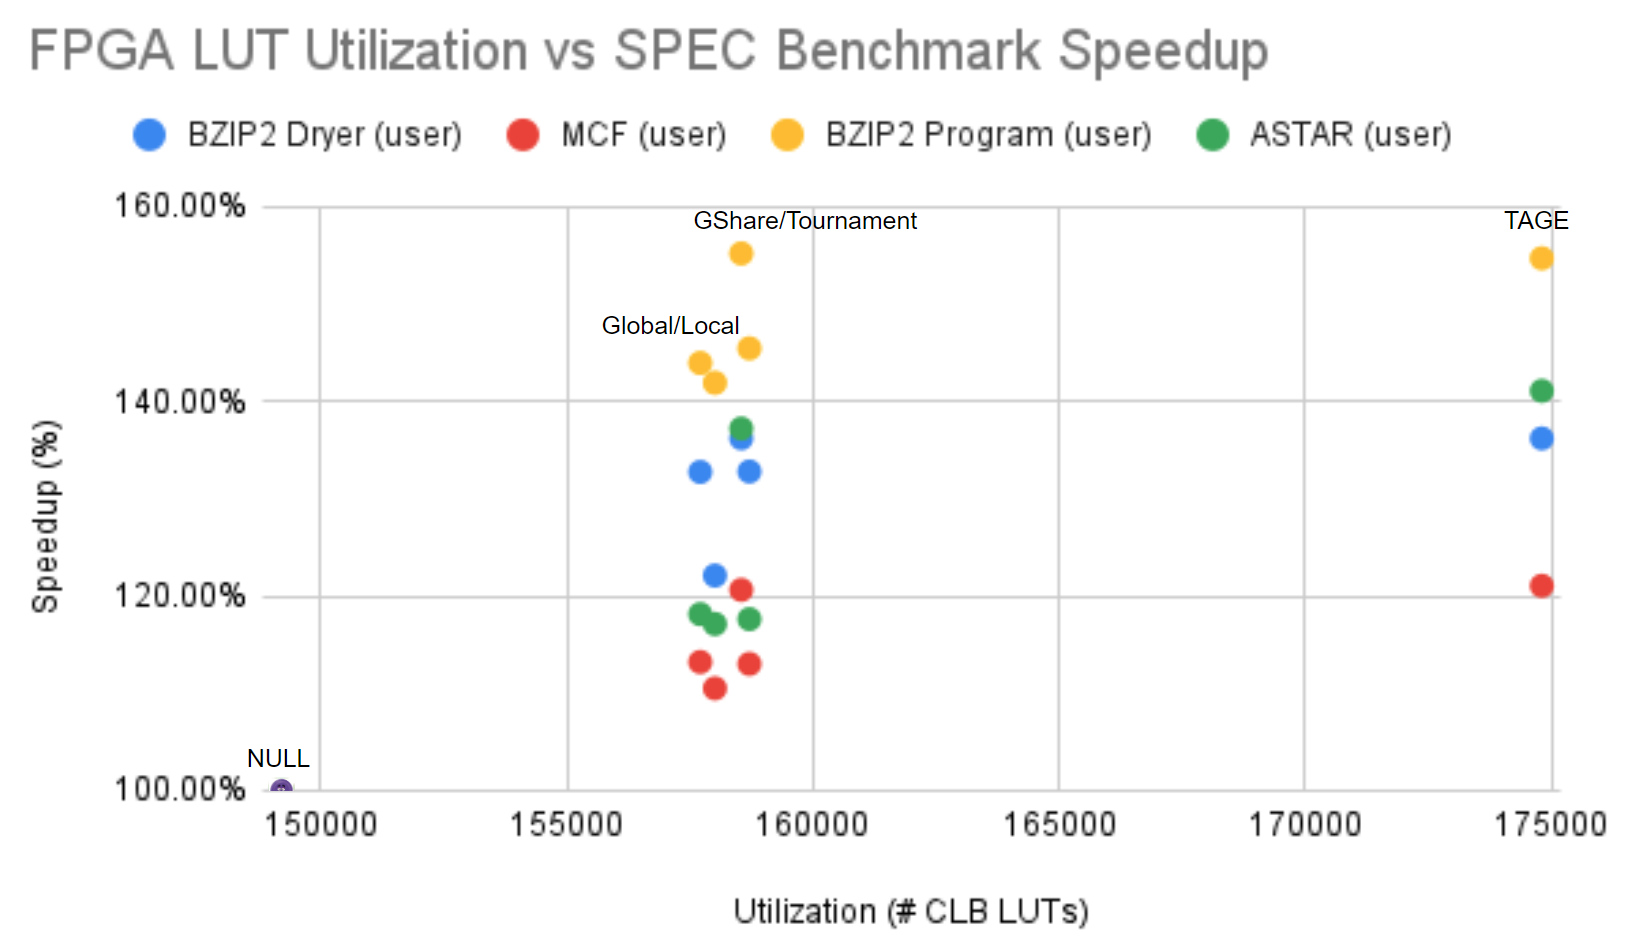 FPGA LUT Utilization vs SPEC Benchmark Speedup
BZIP2 Dryer (user) MCF (user) BZIP2 Program (user) ASTAR (user)
160.00%
GShare/Tournament
TAGE
Global/Local
140.00%
Speedup (%)
120.00%
NULL
100.00%
150000 155000 160000 165000 170000 175000
Utilization (# CLB LUTs)